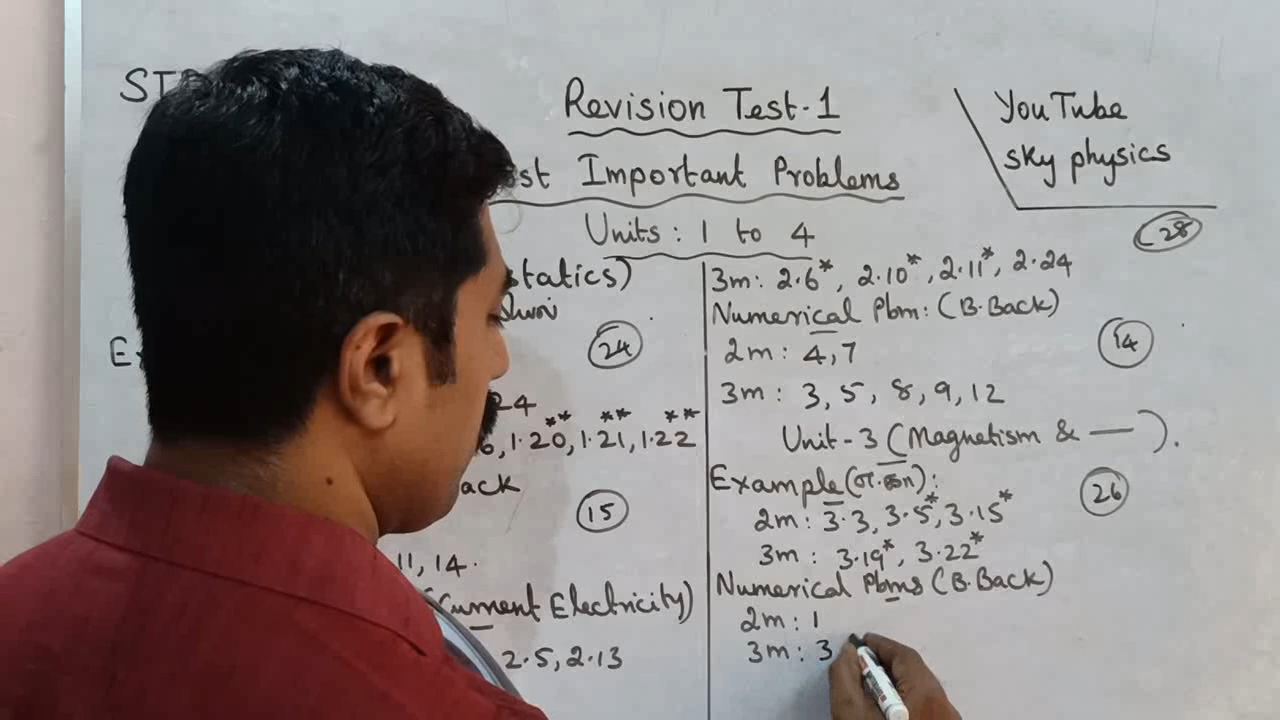 Revision Test-1
YouTube
sky physics
Important Problems
Units: 1 to 4
statics)
24
24
6, 1.20**, 1.21**, 1.22**
ack
15
11, 14.
(Current Electricity)
2.5, 2.13
28
3m: 2.6*, 2.10*, 2.11*, 2.24
Numerical Pbm: (B.Back)
14
2m: 4, 7
3m: 3, 5, 8, 9, 12
Unit-3 (Magnetism & —).
Example
26
2m: 3.3, 3.5*, 3.15*
3m: 3.19*, 3.22*
Numerical Pbms (B.Back)
2m: 1
3m: 3